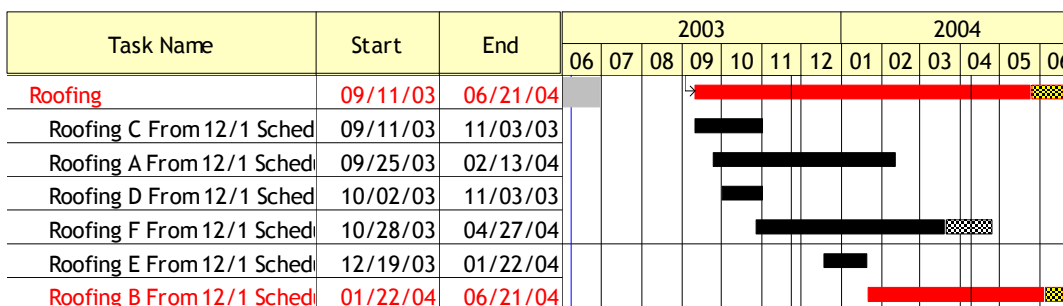 Task Name Start End 2003 2004
06 07 08 09 10 11 12 01 02 03 04 05 06
Roofing 09/11/03 06/21/04
Roofing C From 12/1 Sched 09/11/03 11/03/03
Roofing A From 12/1 Sched 09/25/03 02/13/04
Roofing D From 12/1 Sched 10/02/03 11/03/03
Roofing F From 12/1 Sched 10/28/03 04/27/04
Roofing E From 12/1 Sched 12/19/03 01/22/04
Roofing B From 12/1 Sched 01/22/04 06/21/04